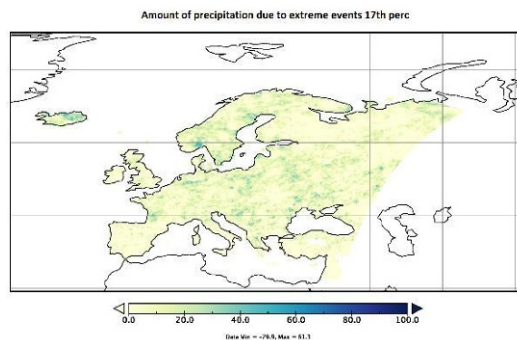 Amount of precipitation due to extreme events 17th perc
0.0 20.0 40.0 60.0 80.0 100.0
Data Min = -79.9, Max = 61.3